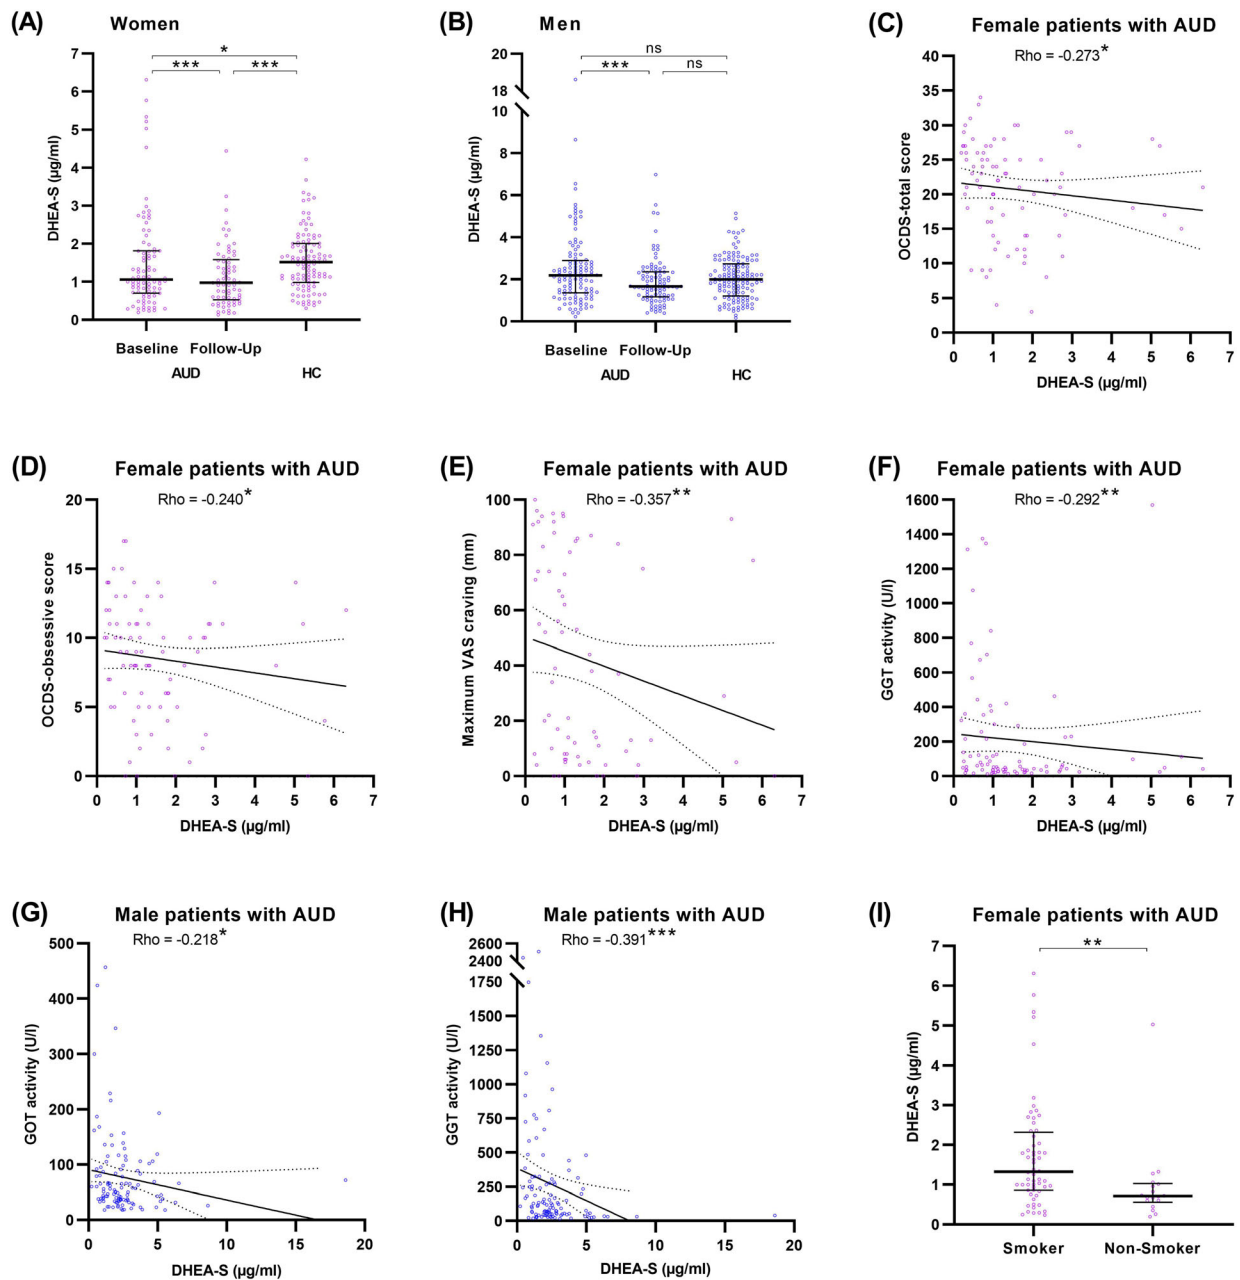 (A) Women
DHEA-S (µg/ml)
7
6
5
4
3
2
1
0
*
*** ***
Baseline Follow-Up
AUD HC
(B) Men
DHEA-S (µg/ml)
20
18
10
8
6
4
2
0
ns
*** ns
Baseline Follow-Up
AUD HC
(C) Female patients with AUD
Rho = -0.273*
OCDS-total score
40
35
30
25
20
15
10
5
0
0 1 2 3 4 5 6 7
DHEA-S (µg/ml)
(D) Female patients with AUD
Rho = -0.240*
OCDS-obsessive score
20
15
10
5
0
0 1 2 3 4 5 6 7
DHEA-S (µg/ml)
(E) Female patients with AUD
Rho = -0.357**
Maximum VAS craving (mm)
100
80
60
40
20
0
0 1 2 3 4 5 6 7
DHEA-S (µg/ml)
(F) Female patients with AUD
Rho = -0.292**
GGT activity (U/l)
1600
1400
1200
1000
800
600
400
200
0
0 1 2 3 4 5 6 7
DHEA-S (µg/ml)
(G) Male patients with AUD
Rho = -0.218*
GOT activity (U/l)
500
400
300
200
100
0
0 5 10 15 20
DHEA-S (µg/ml)
(H) Male patients with AUD
Rho = -0.391***
GGT activity (U/l)
2600
2400
1750
1500
1250
1000
750
500
250
0
0 5 10 15 20
DHEA-S (µg/ml)
(I) Female patients with AUD
**
DHEA-S (µg/ml)
7
6
5
4
3
2
1
0
Smoker Non-Smoker